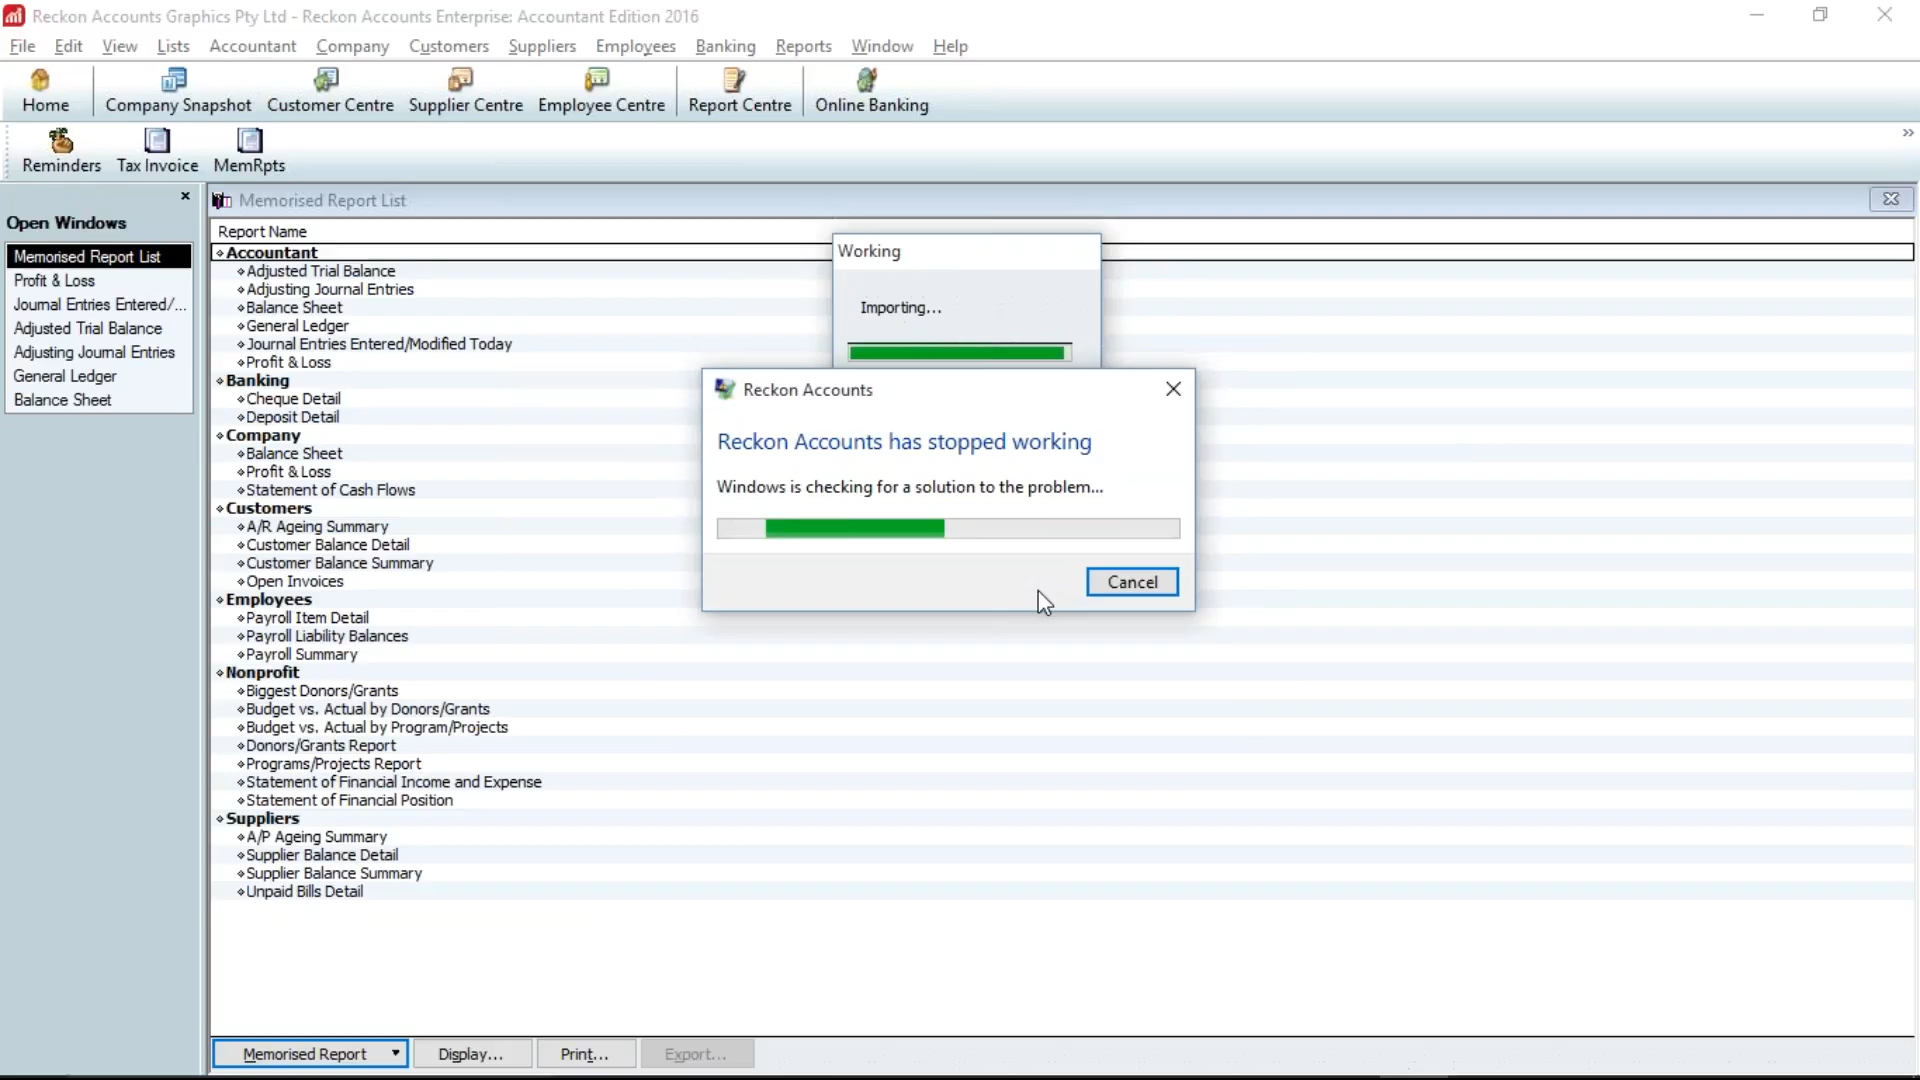 Reckon Accounts Graphics Pty Ltd - Reckon Accounts Enterprise: Accountant Edition 2016
File Edit View Lists Accountant Company Customers Suppliers Employees Banking Reports Window Help
Home Company Snapshot Customer Centre Supplier Centre Employee Centre Report Centre Online Banking
Reminders Tax Invoice MemRpts
Open Windows
Memorised Report List
Profit & Loss
Journal Entries Entered/...
Adjusted Trial Balance
Adjusting Journal Entries
General Ledger
Balance Sheet
Memorised Report List
Report Name
Accountant
Adjusted Trial Balance
Adjusting Journal Entries
Balance Sheet
General Ledger
Journal Entries Entered/Modified Today
Profit & Loss
Banking
Cheque Detail
Deposit Detail
Company
Balance Sheet
Profit & Loss
Statement of Cash Flows
Customers
A/R Ageing Summary
Customer Balance Detail
Customer Balance Summary
Open Invoices
Employees
Payroll Item Detail
Payroll Liability Balances
Payroll Summary
Nonprofit
Biggest Donors/Grants
Budget vs. Actual by Donors/Grants
Budget vs. Actual by Program/Projects
Donors/Grants Report
Programs/Projects Report
Statement of Financial Income and Expense
Statement of Financial Position
Suppliers
A/P Ageing Summary
Supplier Balance Detail
Supplier Balance Summary
Unpaid Bills Detail
Working
Importing...
Reckon Accounts
Reckon Accounts has stopped working
Windows is checking for a solution to the problem...
Cancel
Memorised Report Display... Print... Export...